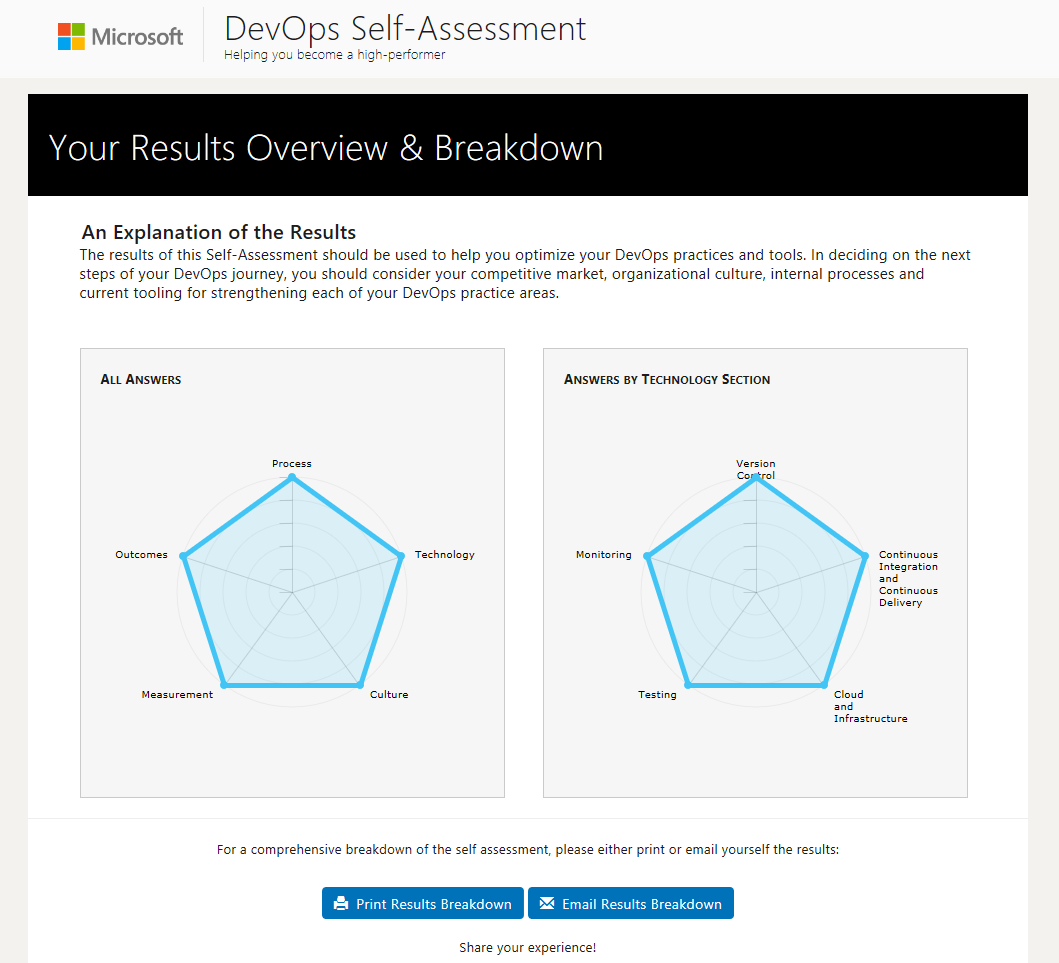 Microsoft
DevOps Self-Assessment
Helping you become a high-performer
Your Results Overview & Breakdown
An Explanation of the Results
The results of this Self-Assessment should be used to help you optimize your DevOps practices and tools. In deciding on the next
steps of your DevOps journey, you should consider your competitive market, organizational culture, internal processes and
current tooling for strengthening each of your DevOps practice areas.
ALL ANSWERS
Process
Outcomes
Technology
Measurement
Culture
ANSWERS BY TECHNOLOGY SECTION
Version
Control
Monitoring
Continuous
Integration
and
Continuous
Delivery
Testing
Cloud
and
Infrastructure
For a comprehensive breakdown of the self assessment, please either print or email yourself the results:
Print Results Breakdown
Email Results Breakdown
Share your experience!